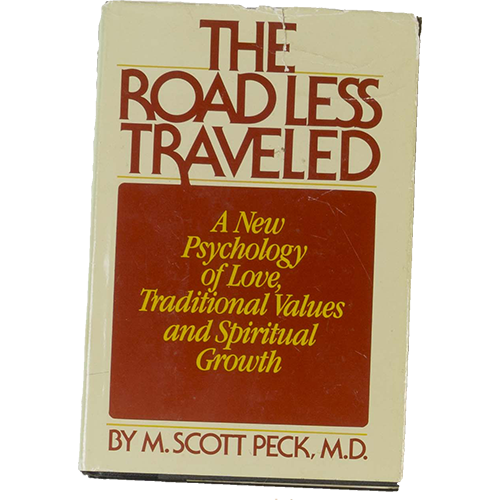 THE
ROAD LESS
TRAVELED
A New
Psychology
of Love,
Traditional Values
and Spiritual
Growth
BY M. SCOTT PECK, M.D.